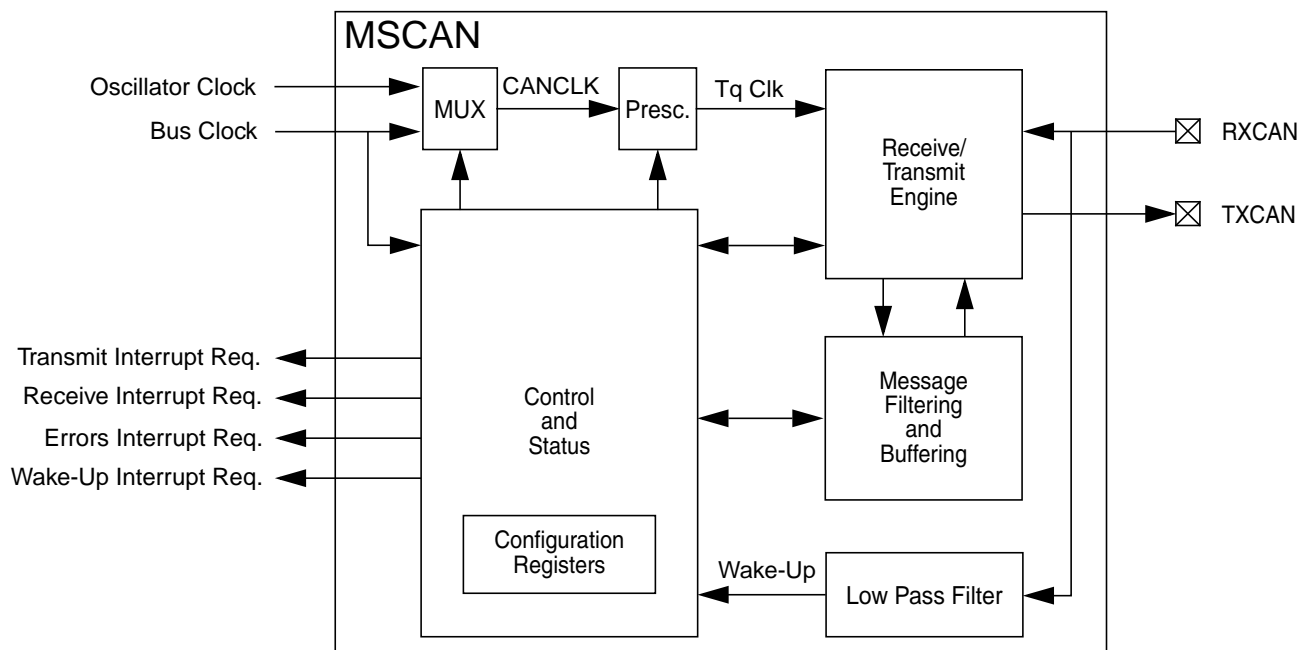 MSCAN
Oscillator Clock
Bus Clock
MUX
CANCLK
Presc.
Tq Clk
Receive/
Transmit
Engine
RXCAN
TXCAN
Transmit Interrupt Req.
Receive Interrupt Req.
Errors Interrupt Req.
Wake-Up Interrupt Req.
Control
and
Status
Configuration
Registers
Message
Filtering
and
Buffering
Wake-Up
Low Pass Filter